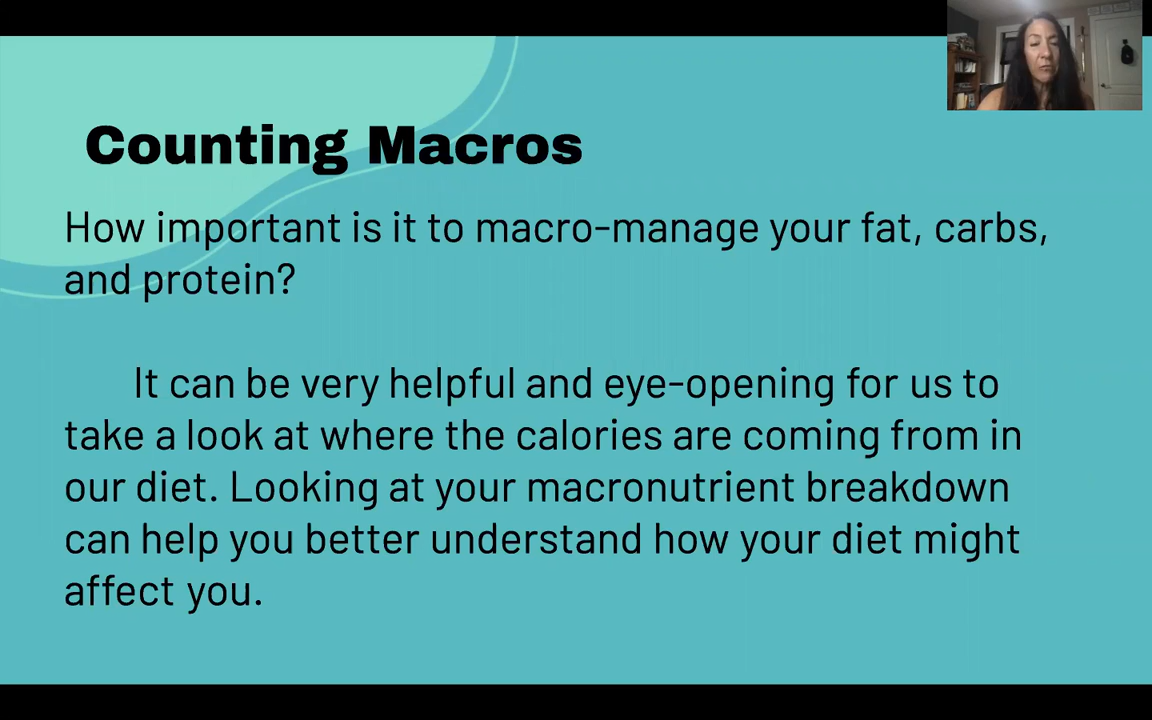 Counting Macros
How important is it to macro-manage your fat, carbs,
and protein?
It can be very helpful and eye-opening for us to
take a look at where the calories are coming from in
our diet. Looking at your macronutrient breakdown
can help you better understand how your diet might
affect you.